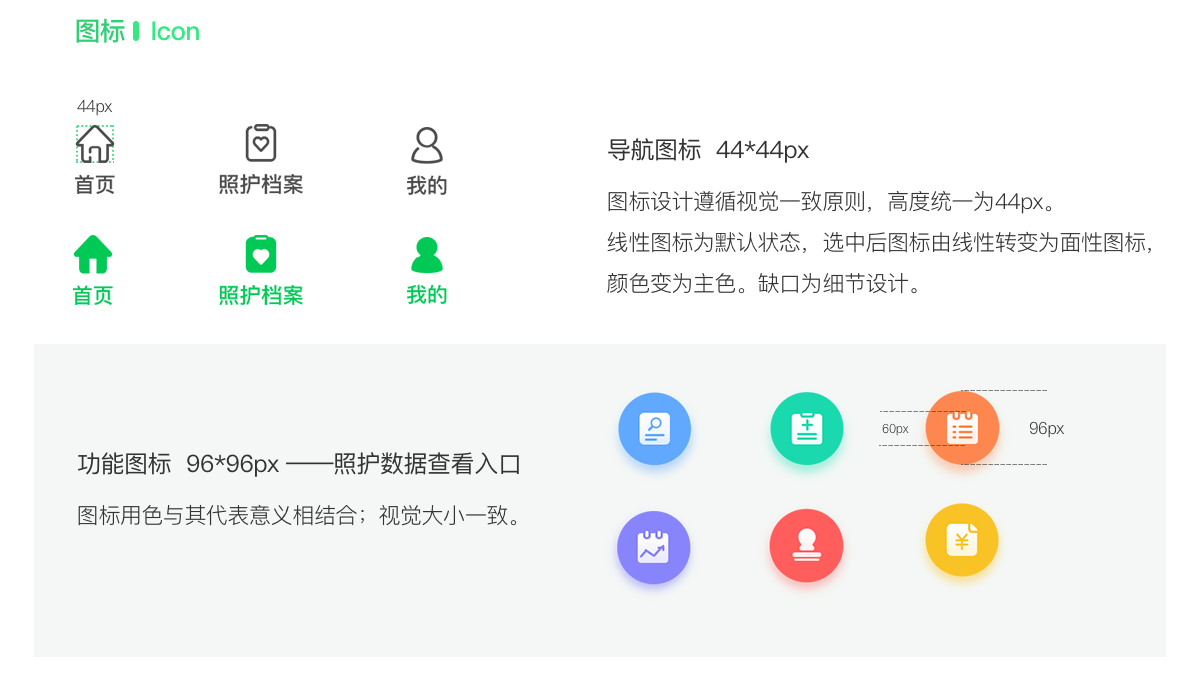 图标 Icon
44px
首页 照护档案 我的
首页 照护档案 我的
导航图标 44*44px
图标设计遵循视觉一致原则，高度统一为44px。
线性图标为默认状态，选中后图标由线性转变为面性图标，
颜色变为主色。缺口为细节设计。
功能图标 96*96px ——照护数据查看入口
图标用色与其代表意义相结合；视觉大小一致。
60px
96px
¥